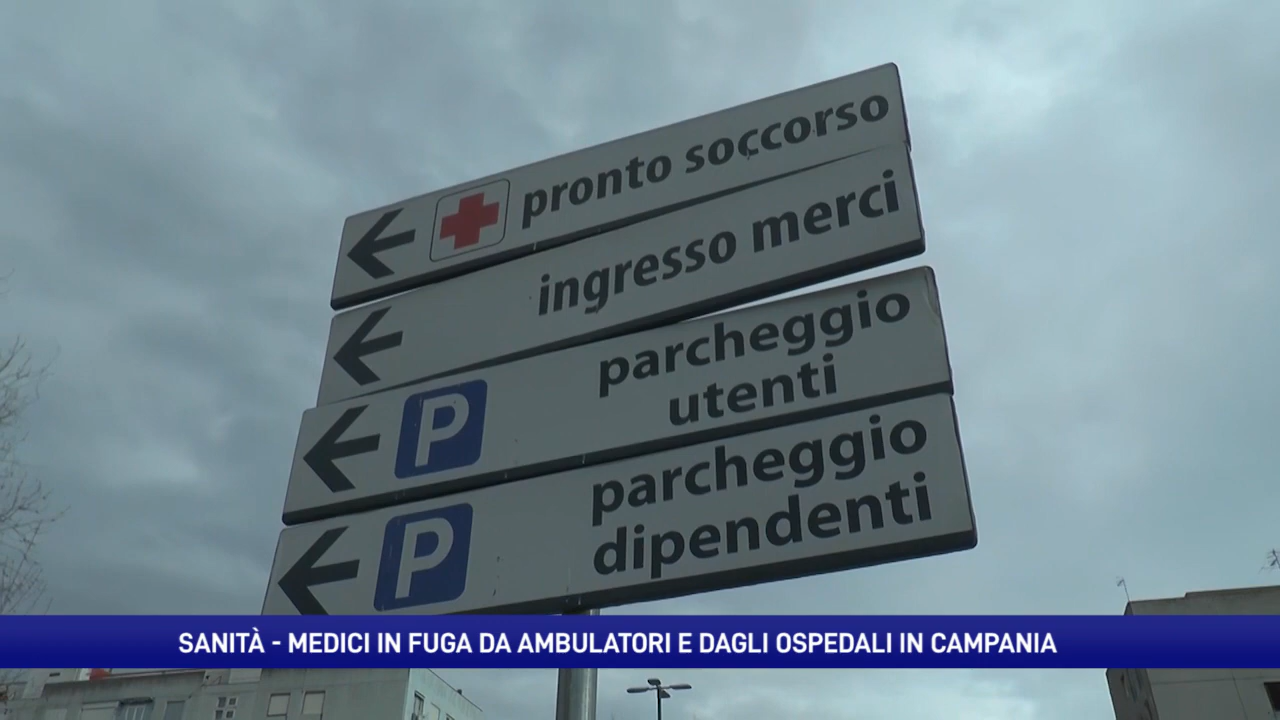 pronto soccorso
ingresso merci
P parcheggio
utenti
P parcheggio
dipendenti
SANITÀ - MEDICI IN FUGA DA AMBULATORI E DAGLI OSPEDALI IN CAMPANIA